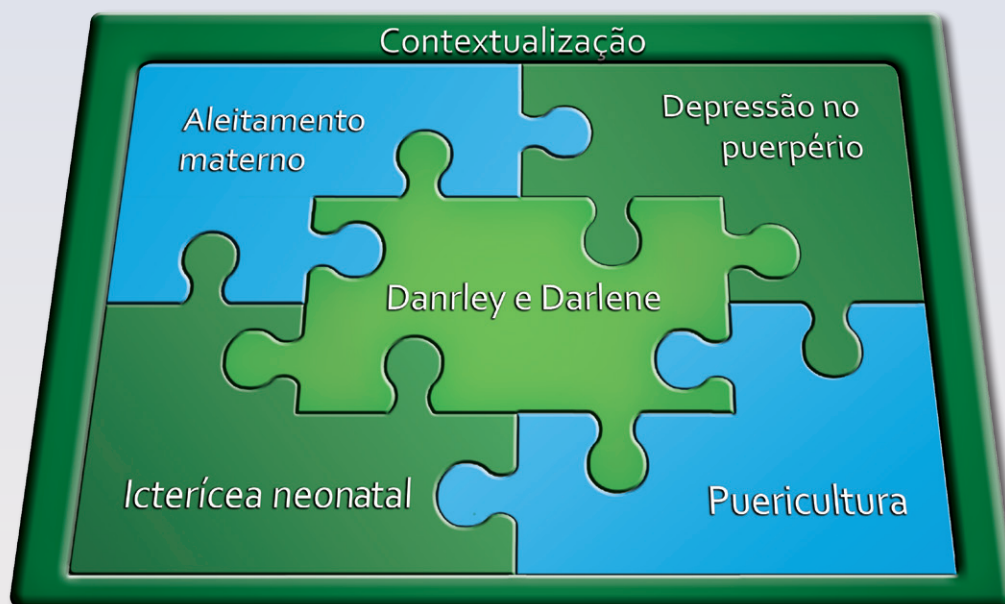 Contextualização
Aleitamento
materno
Depressão no
puerpério
Danrley e Darlene
Icterícea neonatal
Puericultura